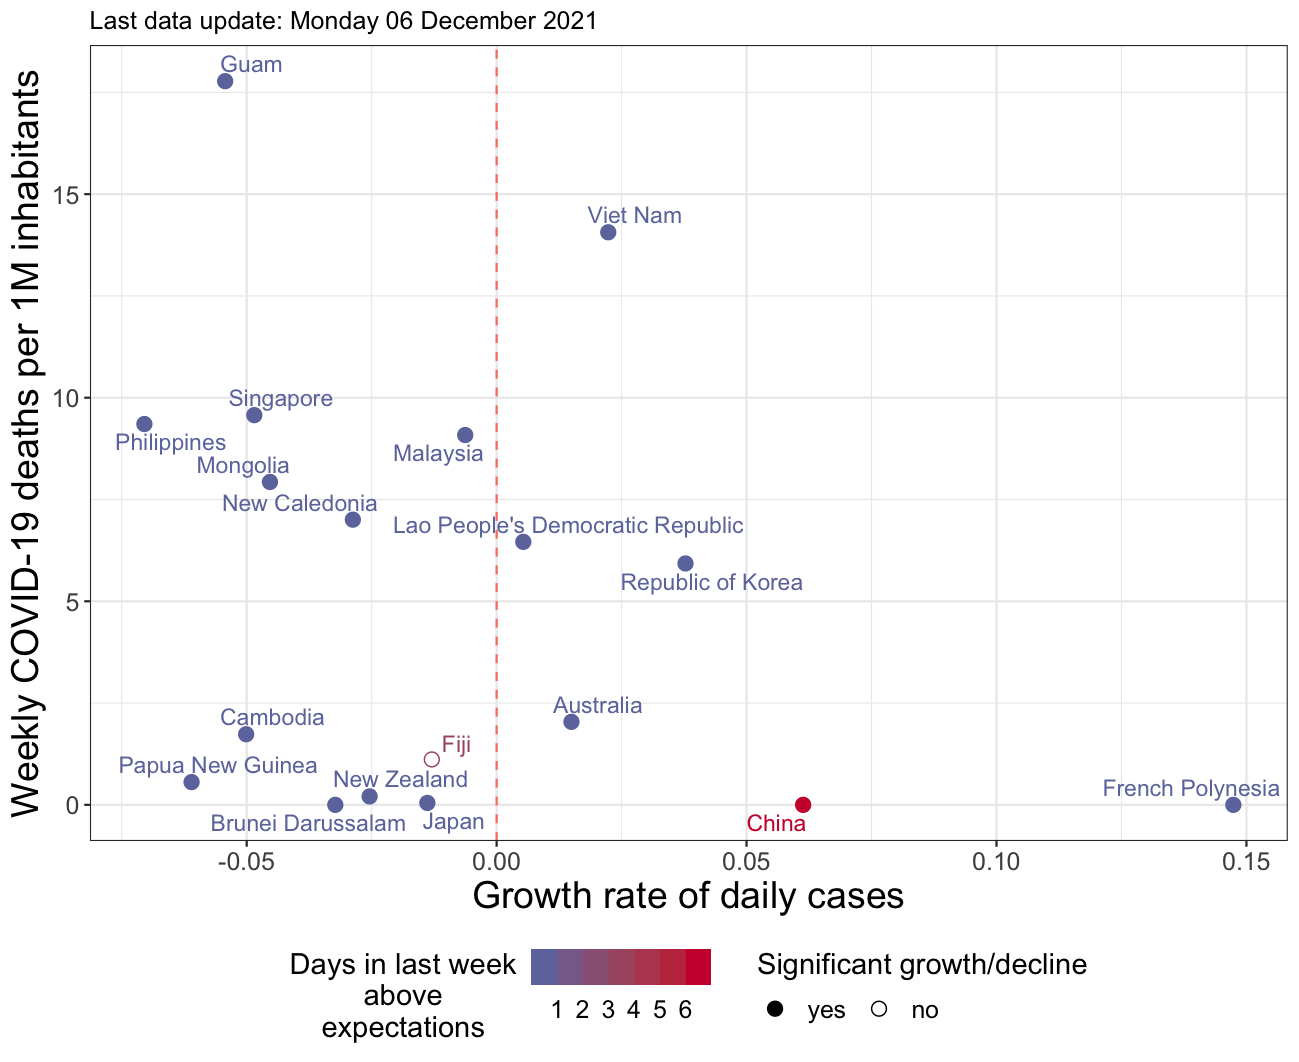 Last data update: Monday 06 December 2021
Weekly COVID-19 deaths per 1M inhabitants
15
10
5
0
Guam
Viet Nam
Singapore
Philippines
Malaysia
Mongolia
New Caledonia
Lao People's Democratic Republic
Republic of Korea
Australia
Cambodia
Fiji
Papua New Guinea
New Zealand
French Polynesia
Brunei Darussalam
Japan
China
-0.05
0.00
0.05
0.10
0.15
Growth rate of daily cases
Days in last week
above
expectations
1 2 3 4 5 6
Significant growth/decline
yes no